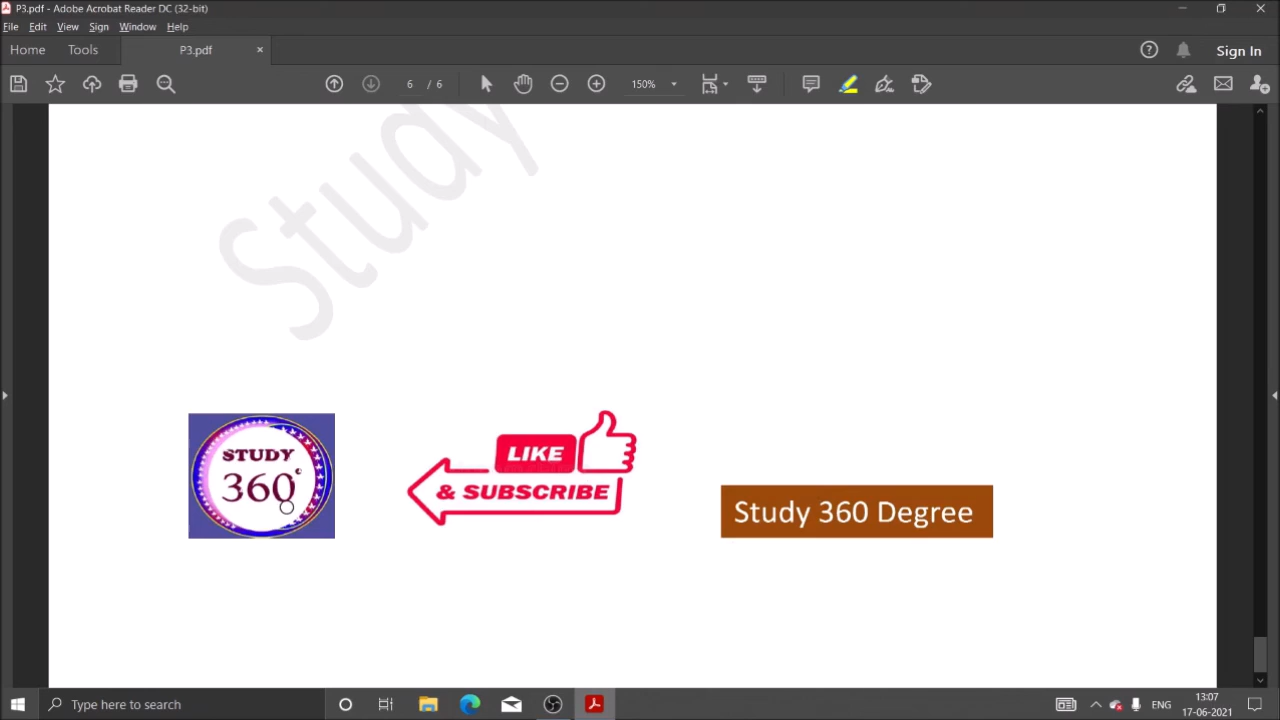 P3.pdf - Adobe Acrobat Reader DC (32-bit)
File Edit View Sign Window Help
Home Tools P3.pdf × Sign In
6 / 6 150%
Study
STUDY
360°
LIKE
& SUBSCRIBE
Study 360 Degree
Type here to search
ENG
13:07
17-06-2021